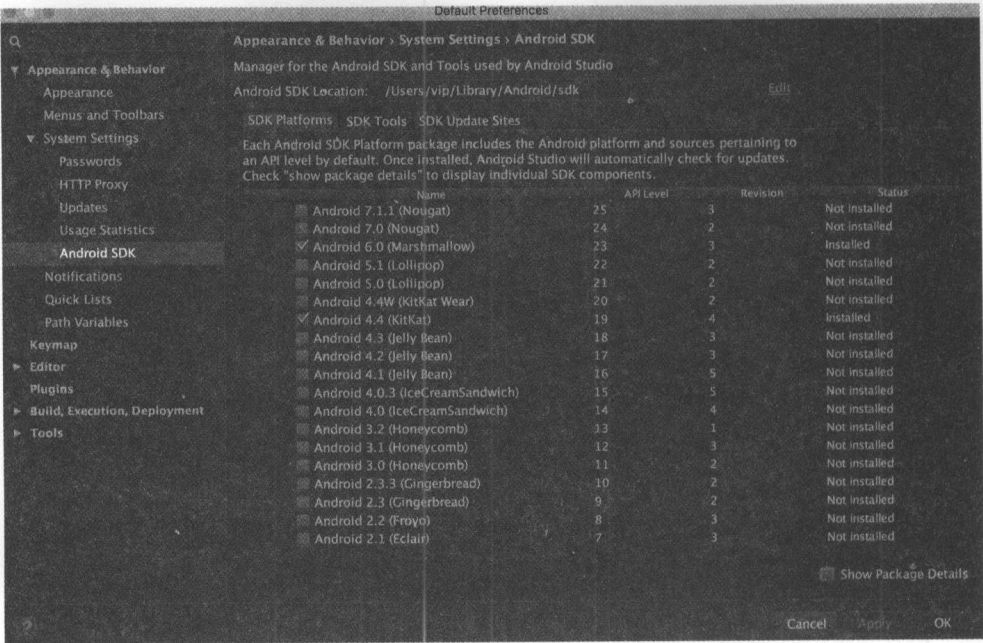 Default Preferences
Appearance & Behavior › System Settings › Android SDK
Manager for the Android SDK and Tools used by Android Studio
Android SDK Location: /Users/vip/Library/Android/sdk Edit
SDK Platforms SDK Tools SDK Update Sites
Each Android SDK Platform package includes the Android platform and sources pertaining to
an API level by default. Once installed, Android Studio will automatically check for updates.
Check "show package details" to display individual SDK components.
Appearance & Behavior
Appearance
Menus and Toolbars
System Settings
Passwords
HTTP Proxy
Updates
Usage Statistics
Android SDK
Notifications
Quick Lists
Path Variables
Keymap
Editor
Plugins
Build, Execution, Deployment
Tools
Name API Level Revision Status
Android 7.1.1 (Nougat) 25 3 Not installed
Android 7.0 (Nougat) 24 2 Not installed
Android 6.0 (Marshmallow) 23 3 Installed
Android 5.1 (Lollipop) 22 2 Not installed
Android 5.0 (Lollipop) 21 2 Not installed
Android 4.4W (KitKat Wear) 20 2 Not installed
Android 4.4 (KitKat) 19 4 Installed
Android 4.3 (Jelly Bean) 18 3 Not installed
Android 4.2 (Jelly Bean) 17 3 Not installed
Android 4.1 (Jelly Bean) 16 5 Not installed
Android 4.0.3 (IceCreamSandwich) 15 5 Not installed
Android 4.0 (IceCreamSandwich) 14 4 Not installed
Android 3.2 (Honeycomb) 13 1 Not installed
Android 3.1 (Honeycomb) 12 3 Not installed
Android 3.0 (Honeycomb) 11 2 Not installed
Android 2.3.3 (Gingerbread) 10 2 Not installed
Android 2.3 (Gingerbread) 9 2 Not installed
Android 2.2 (Froyo) 8 3 Not installed
Android 2.1 (Eclair) 7 3 Not installed
Show Package Details
?
Cancel Apply OK